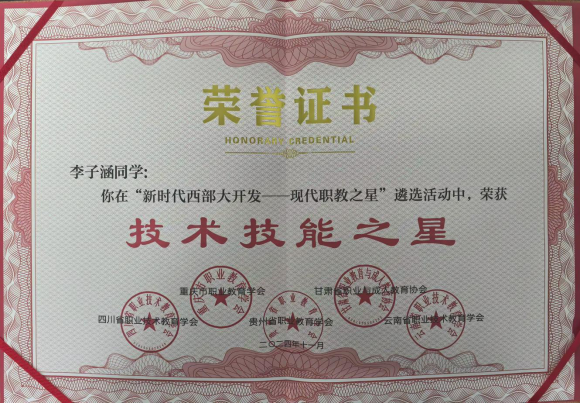 荣誉证书
HONORARY CREDENTIAL
李子涵同学:
你在“新时代西部大开发——现代职教之星”遴选活动中，荣获
技术技能之星
重庆市职业教育学会
甘肃省职业与成人教育协会
四川省职业技术教育学会
贵州省职业教育学会
云南省职业技术教育学会
二〇二四年十一月